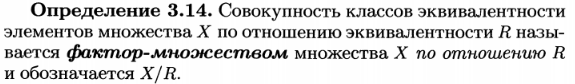 Определение 3.14. Совокупность классов эквивалентности
элементов множества X по отношению эквивалентности R назы-
вается фактор-множеством множества X по отношению R
и обозначается X/R.